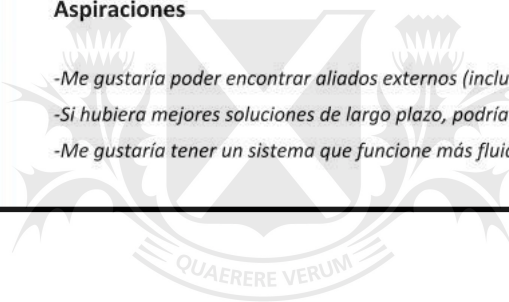 Aspiraciones
-Me gustaría poder encontrar aliados externos (inclu
-Si hubiera mejores soluciones de largo plazo, podría
-Me gustaría tener un sistema que funcione más fluid
QUAERERE VERUM